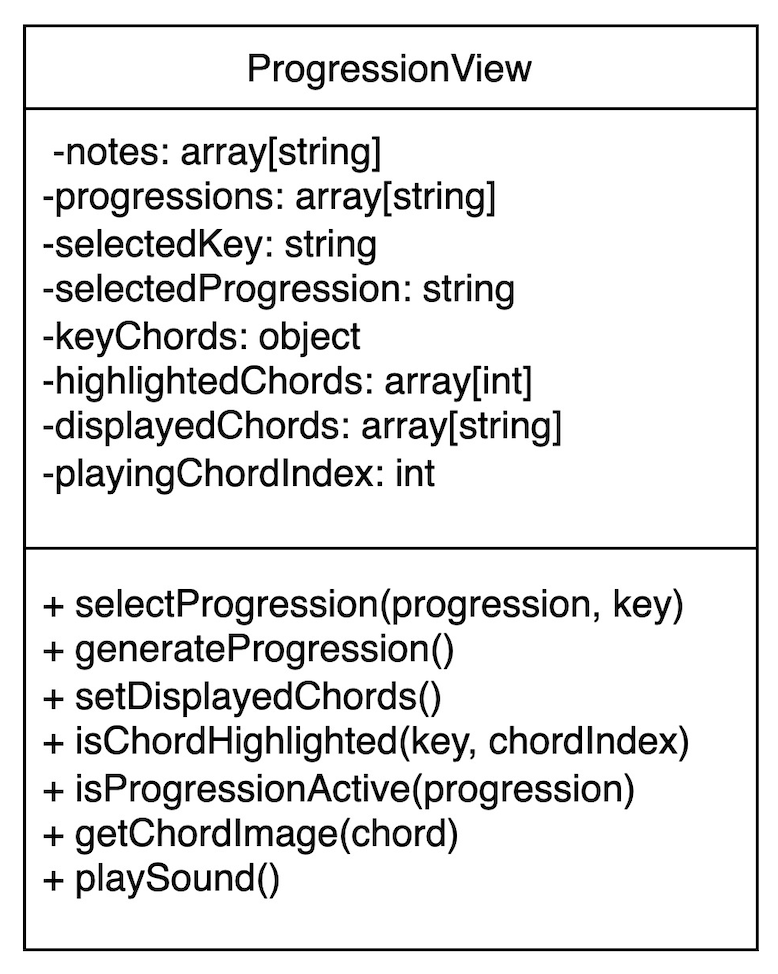 ProgressionView
-notes: array[string]
-progressions: array[string]
-selectedKey: string
-selectedProgression: string
-keyChords: object
-highlightedChords: array[int]
-displayedChords: array[string]
-playingChordIndex: int
+ selectProgression(progression, key)
+ generateProgression()
+ setDisplayedChords()
+ isChordHighlighted(key, chordIndex)
+ isProgressionActive(progression)
+ getChordImage(chord)
+ playSound()